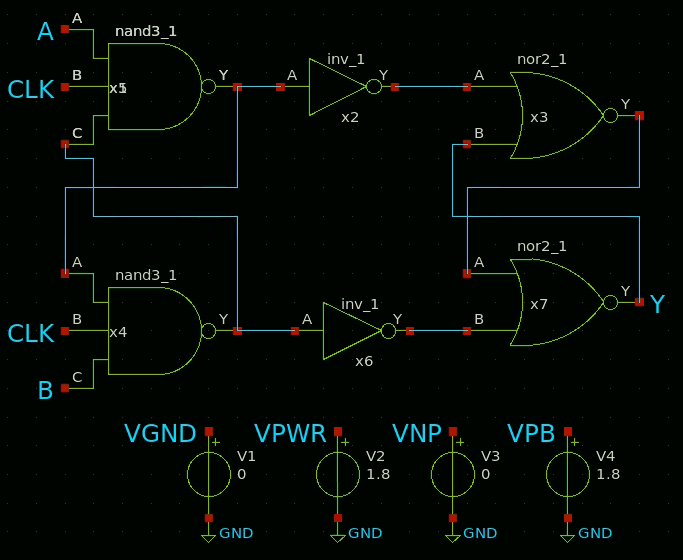 nand3_1
A
A
Y
A
inv_1
Y
A
nor2_1
Y
CLK
B
x5
x2
x3
C
B
A
nand3_1
Y
A
inv_1
Y
A
nor2_1
Y
Y
CLK
B
x4
x6
B
x7
B
C
VGND
VPWR
VNP
VPB
+
V1
0
+
V2
1.8
+
V3
0
+
V4
1.8
GND
GND
GND
GND